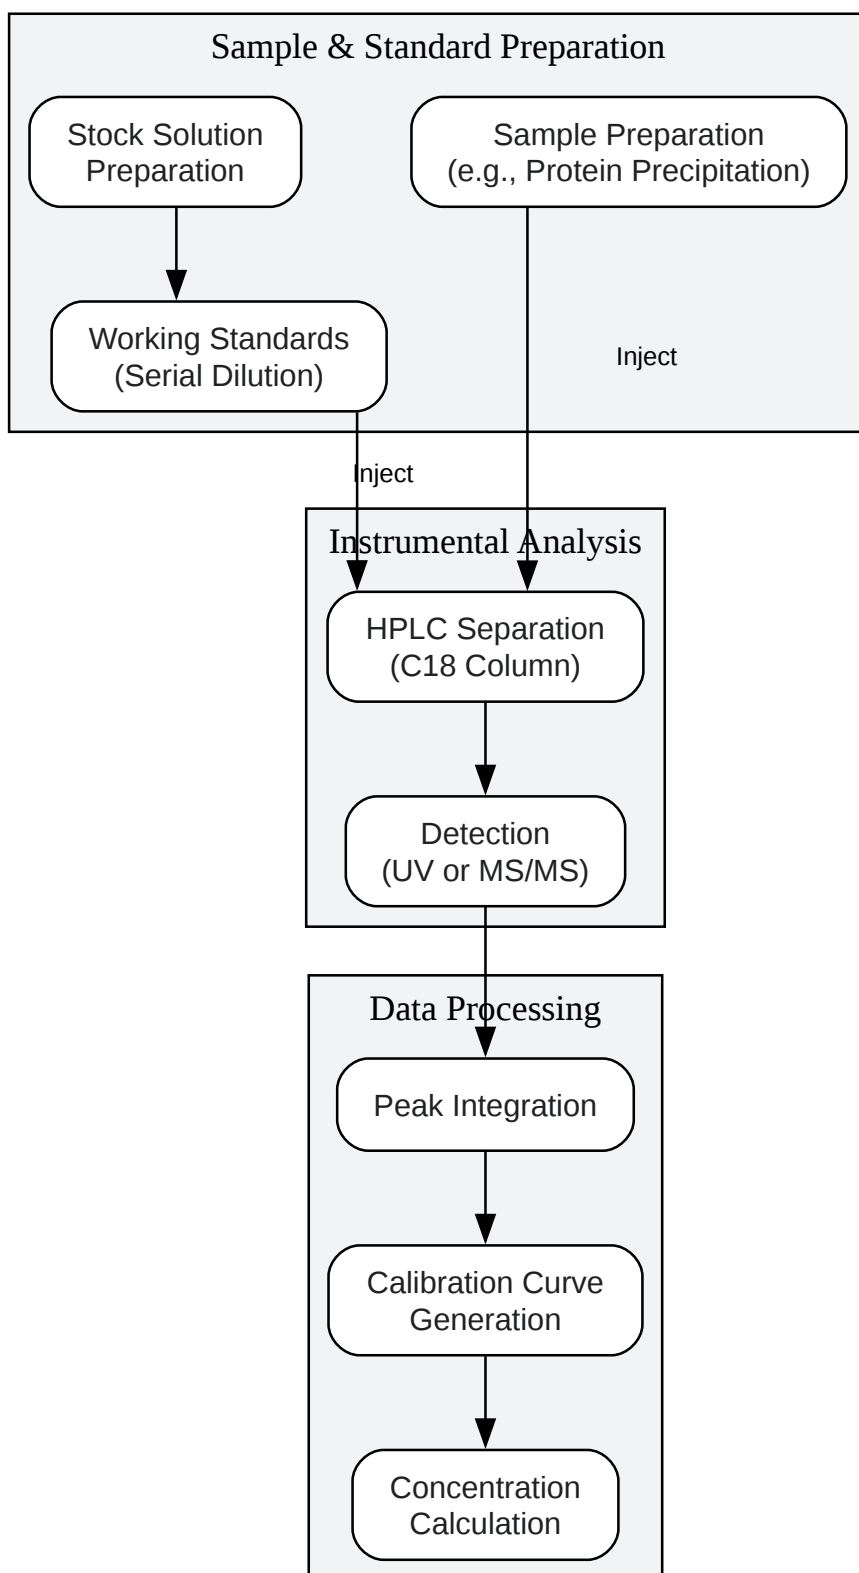 Sample & Standard Preparation
Stock Solution
Preparation
Sample Preparation
(e.g., Protein Precipitation)
Working Standards
(Serial Dilution)
Inject
Inject
Instrumental Analysis
HPLC Separation
(C18 Column)
Detection
(UV or MS/MS)
Data Processing
Peak Integration
Calibration Curve
Generation
Concentration
Calculation